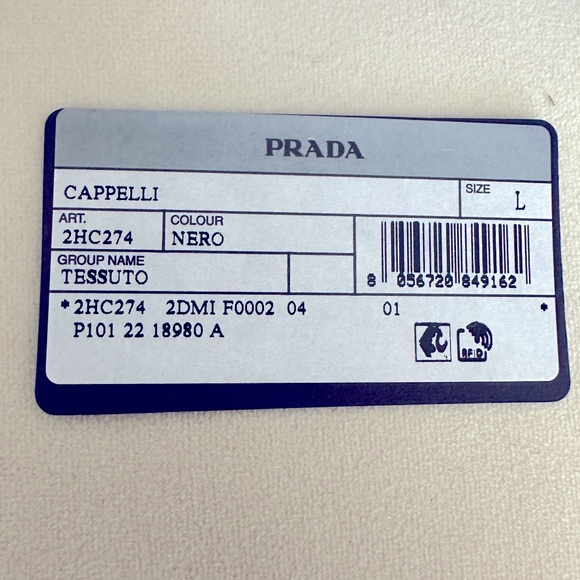 PRADA
CAPPELLI
SIZE L
ART. COLOUR
2HC274 NERO
GROUP NAME
TESSUTO
8 056720 849162
*2HC274 2DMI F0002 04 01 *
P101 22 18980 A
RFID